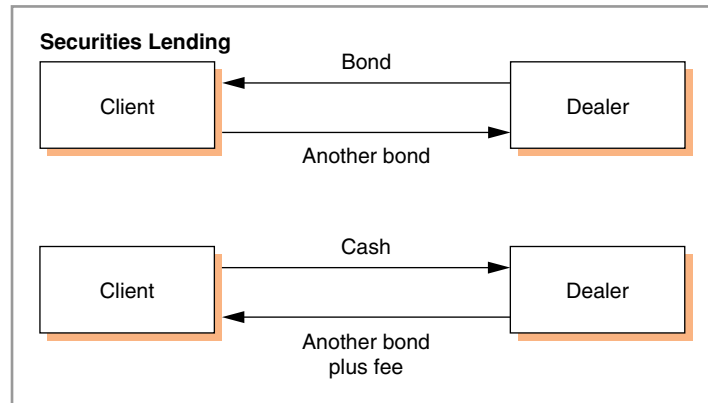 Securities Lending
Bond
Client
Dealer
Another bond
Cash
Client
Dealer
Another bond
plus fee